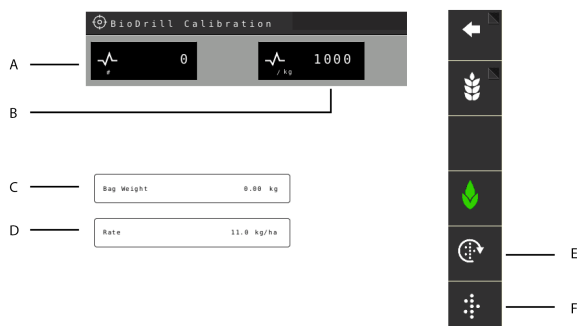 BioDrill Calibration
A
0
1000
#
/ kg
B
C
Bag Weight 0.00 kg
D
Rate 11.0 kg/ha
E
F